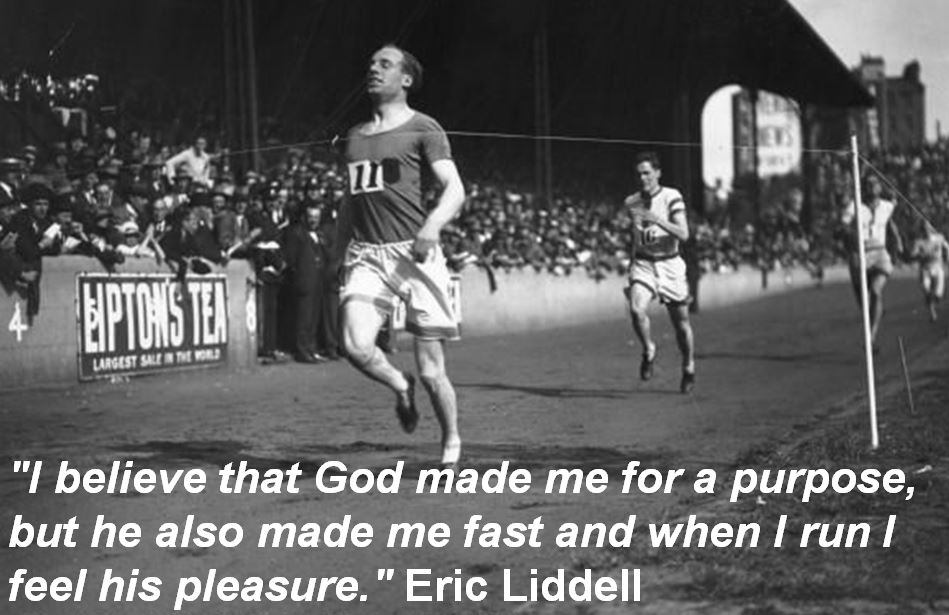 11
NEWS
4
LIPTON'S TEA
LARGEST SALE IN THE WORLD
8
"I believe that God made me for a purpose,
but he also made me fast and when I run I
feel his pleasure." Eric Liddell